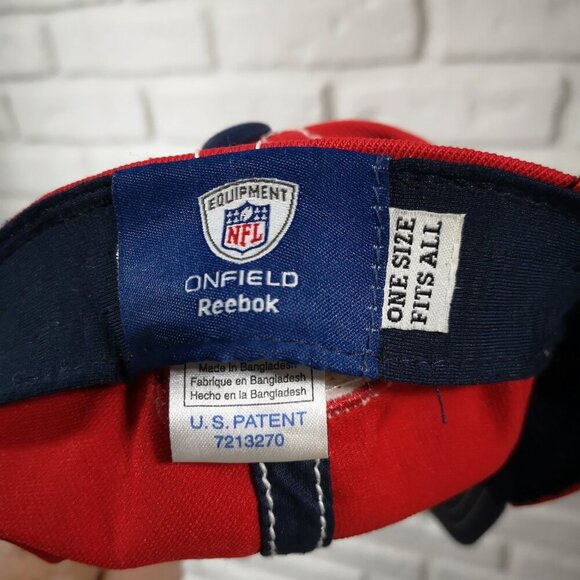 EQUIPMENT
NFL
ONFIELD
Reebok
ONE SIZE
FITS ALL
Made in Bangladesh
Fabrique en Bangladesh
Hecho en la Bangladesh
U.S. PATENT
7213270